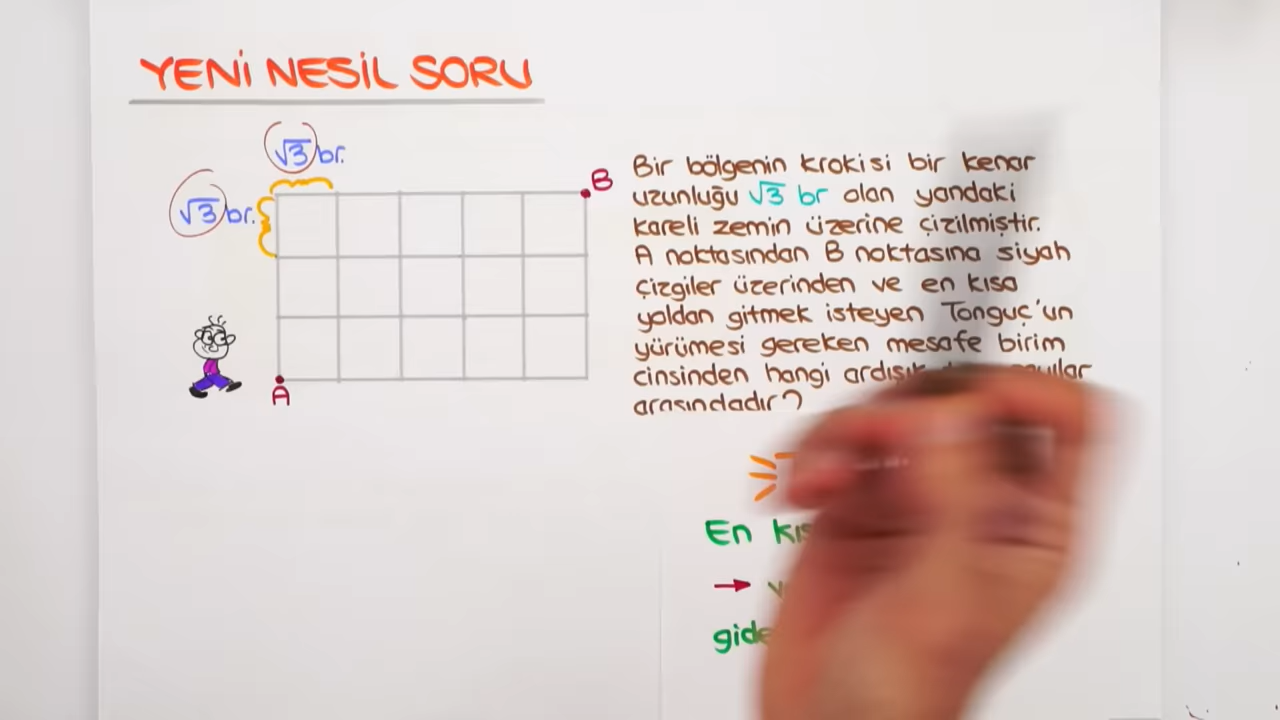 YENİ NESİL SORU
√3 br.
√3 br.
B
A
Bir bölgenin krokisi bir kenar
uzunluğu √3 br olan yandaki
kareli zemin üzerine çizilmiştir.
A noktasından B noktasına siyah
çizgiler üzerinden ve en kısa
yoldan gitmek isteyen Tonguç'un
yürümesi gereken mesafe birim
cinsinden hangi ardışık
arasındadır?
En
→